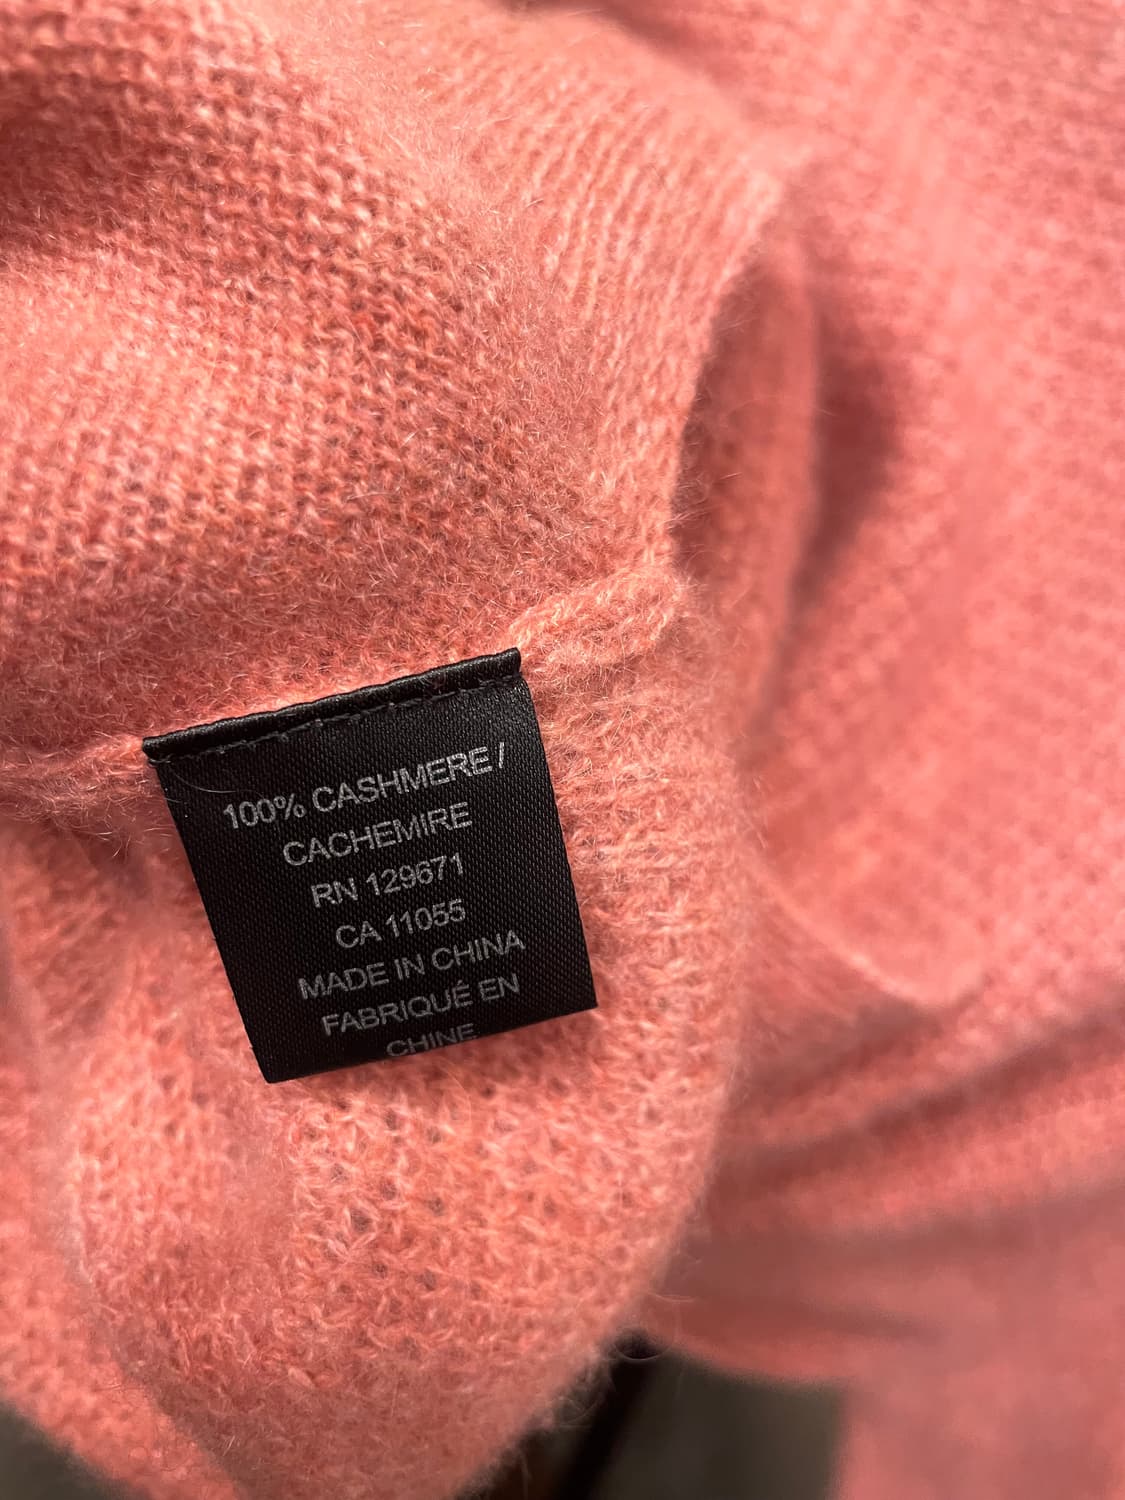 100% CASHMERE /
CACHEMIRE
RN 129671
CA 11055
MADE IN CHINA
FABRIQUÉ EN
CHINE